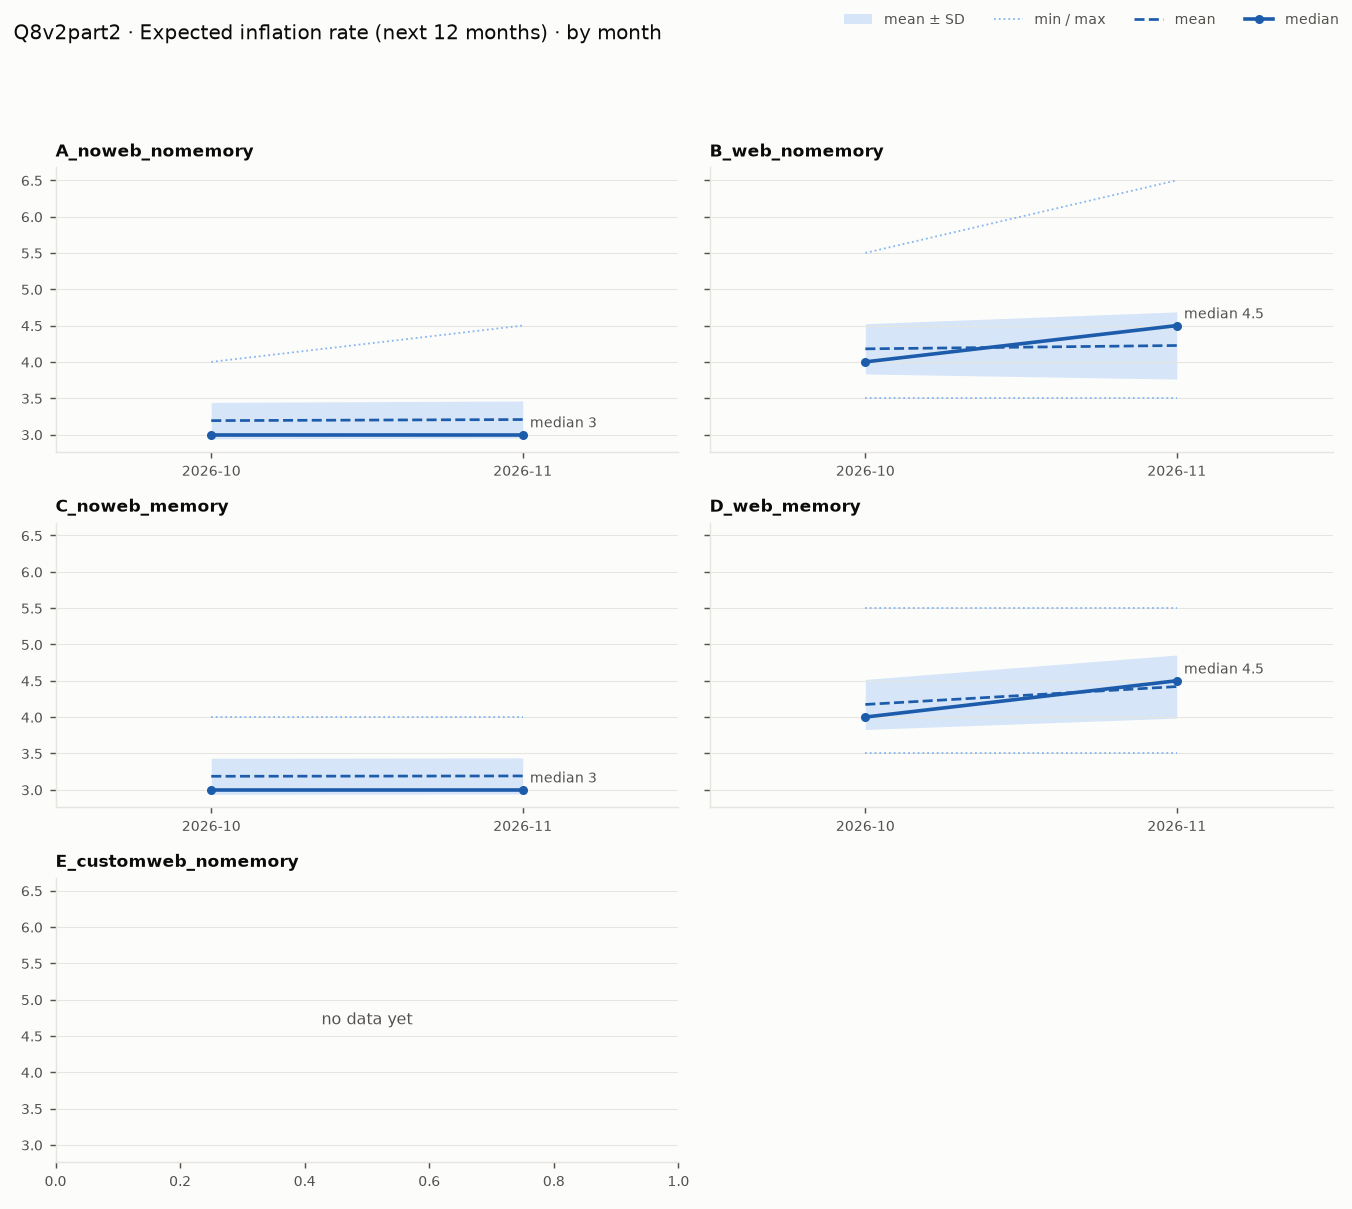 Q8v2part2 · Expected inflation rate (next 12 months) · by month
mean ± SD
min / max
mean
median
A_noweb_nomemory
6.5
6.0
5.5
5.0
4.5
4.0
3.5
3.0
median 3
2026-10
2026-11
B_web_nomemory
median 4.5
2026-10
2026-11
C_noweb_memory
6.5
6.0
5.5
5.0
4.5
4.0
3.5
3.0
median 3
2026-10
2026-11
D_web_memory
median 4.5
2026-10
2026-11
E_customweb_nomemory
6.5
6.0
5.5
5.0
4.5
4.0
3.5
3.0
no data yet
0.0
0.2
0.4
0.6
0.8
1.0